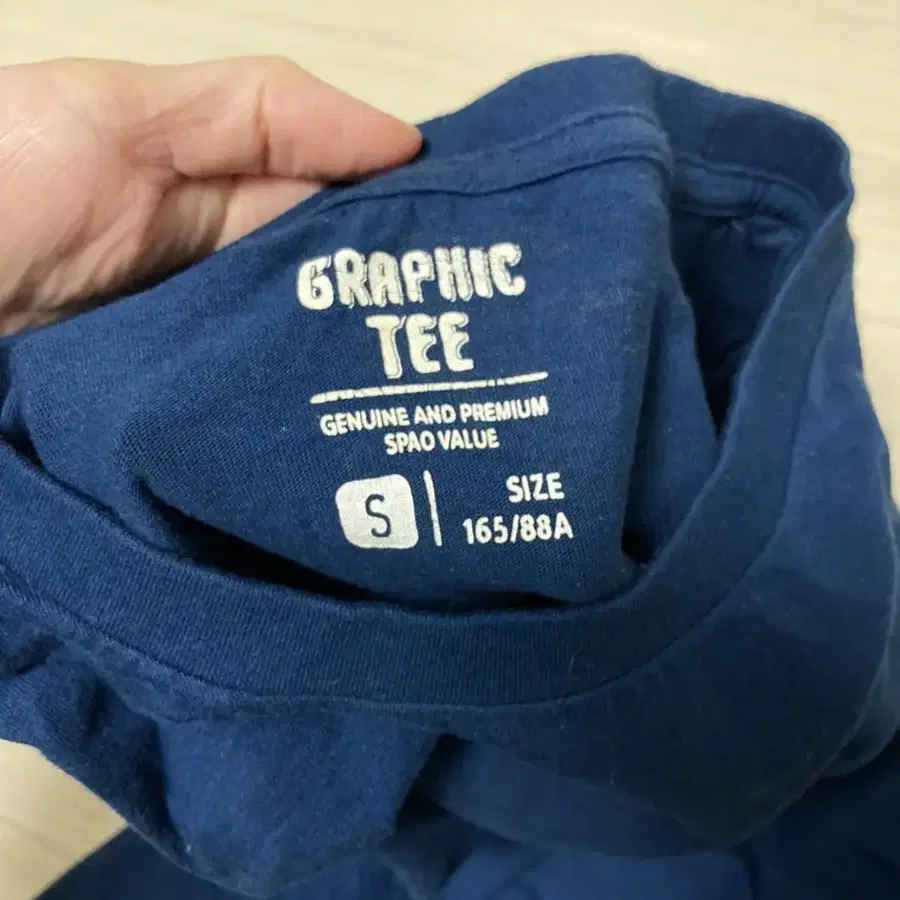 GRAPHIC
TEE
GENUINE AND PREMIUM
SPAO VALUE
S
SIZE
165/88A